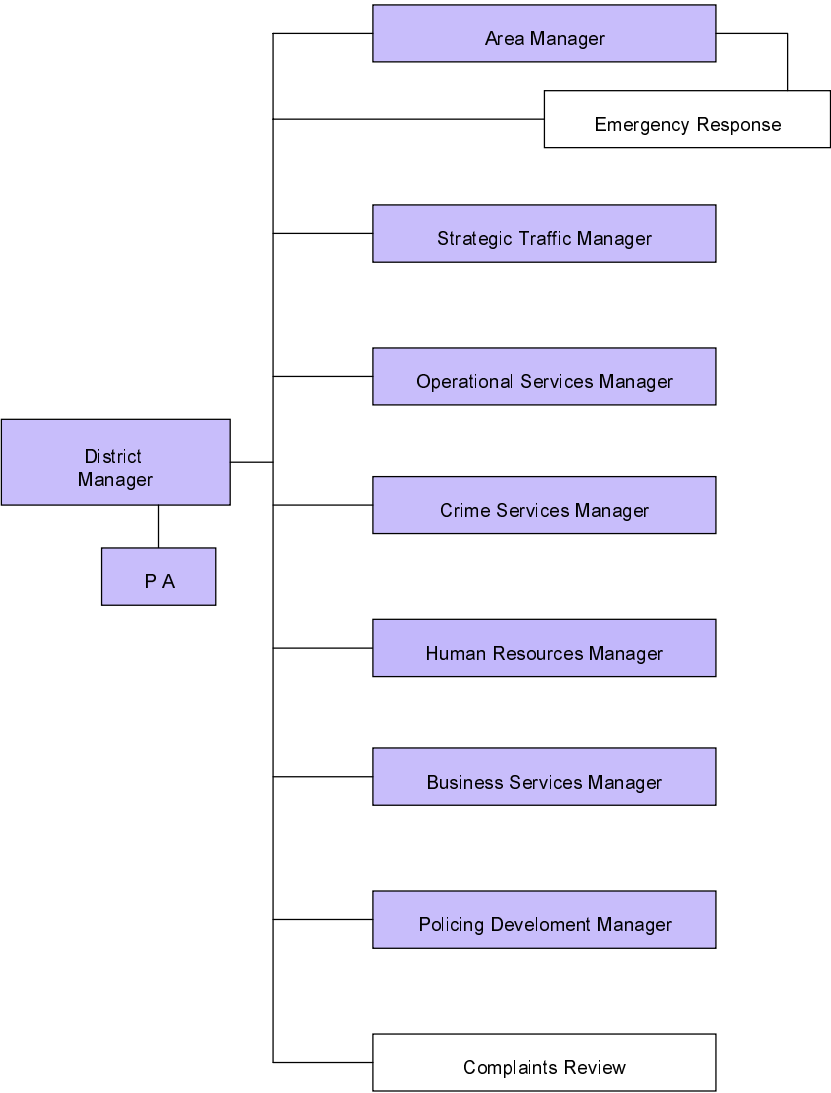 Area Manager
Emergency Response
Strategic Traffic Manager
Operational Services Manager
District
Manager
Crime Services Manager
P A
Human Resources Manager
Business Services Manager
Policing Develoment Manager
Complaints Review